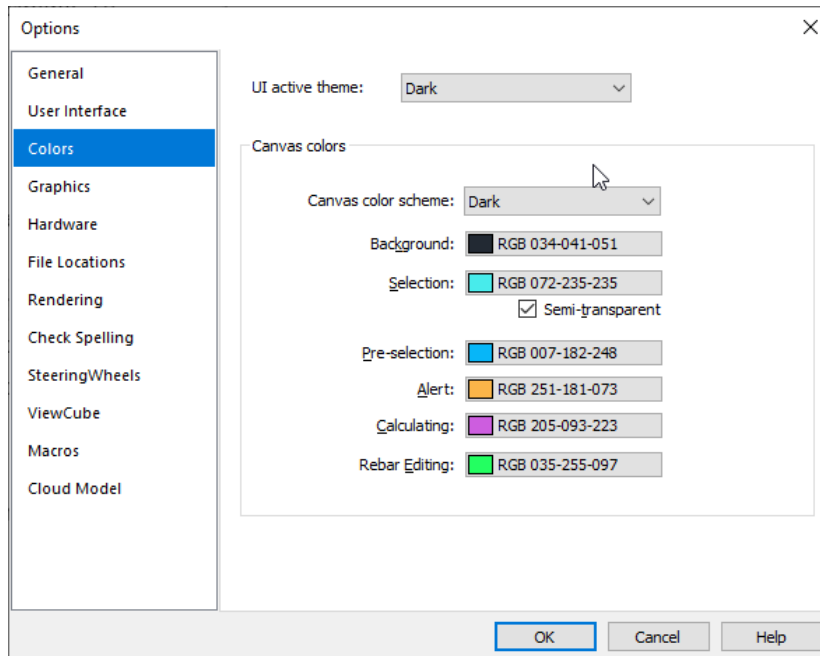 Options
General
User Interface
Colors
Graphics
Hardware
File Locations
Rendering
Check Spelling
SteeringWheels
ViewCube
Macros
Cloud Model
UI active theme: Dark
Canvas colors
Canvas color scheme: Dark
Background: RGB 034-041-051
Selection: RGB 072-235-235
Semi-transparent
Pre-selection: RGB 007-182-248
Alert: RGB 251-181-073
Calculating: RGB 205-093-223
Rebar Editing: RGB 035-255-097
OK Cancel Help